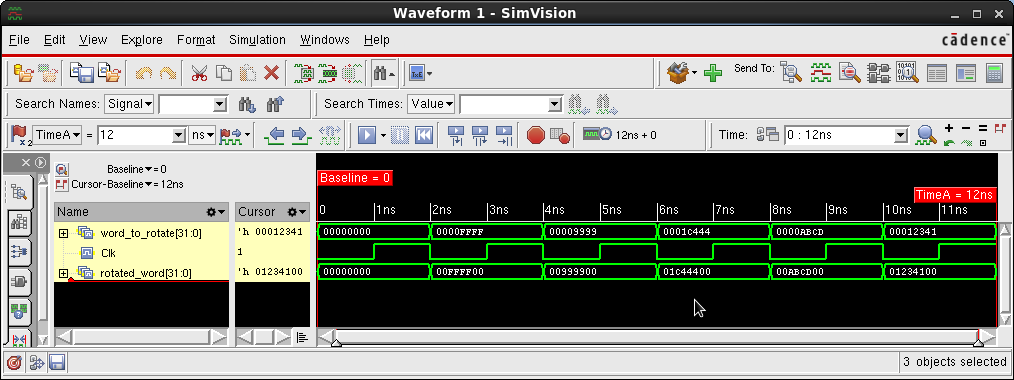 Waveform 1 - SimVision
File Edit View Explore Format Simulation Windows Help cādence™
Send To:
Search Names: Signal Search Times: Value
TimeA = 12 ns 12ns + 0 Time: 0 : 12ns
Baseline = 0
Cursor-Baseline = 12ns
Baseline = 0
TimeA = 12ns
Name Cursor 0 1ns 2ns 3ns 4ns 5ns 6ns 7ns 8ns 9ns 10ns 11ns
word_to_rotate[31:0] 'h 00012341 00000000 0000FFFF 00009999 0001c444 0000ABCD 00012341
Clk 1
rotated_word[31:0] 'h 01234100 00000000 00FFFF00 00999900 01c44400 00ABCD00 01234100
3 objects selected